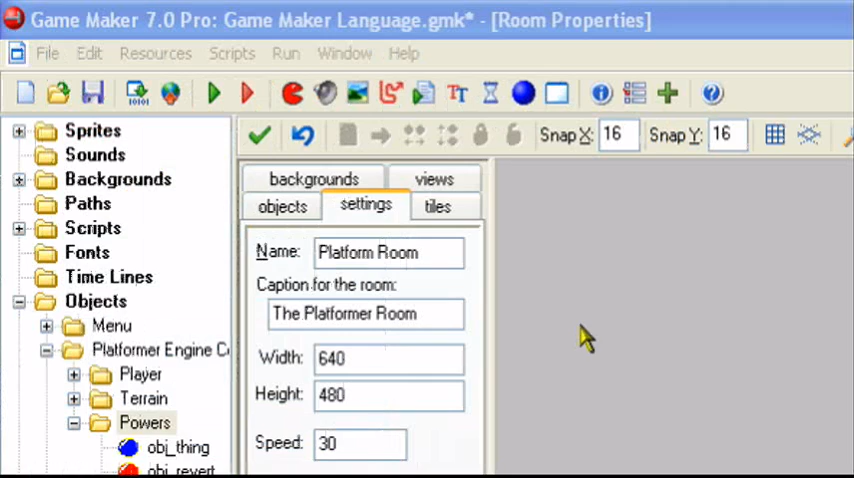 Game Maker 7.0 Pro: Game Maker Language.gmk* - [Room Properties]
File Edit Resources Scripts Run Window Help
Snap X: 16 Snap Y: 16
Sprites
Sounds
Backgrounds
Paths
Scripts
Fonts
Time Lines
Objects
Menu
Platformer Engine C
Player
Terrain
Powers
obj_thing
obj_revert
backgrounds views
objects settings tiles
Name: Platform Room
Caption for the room:
The Platformer Room
Width: 640
Height: 480
Speed: 30